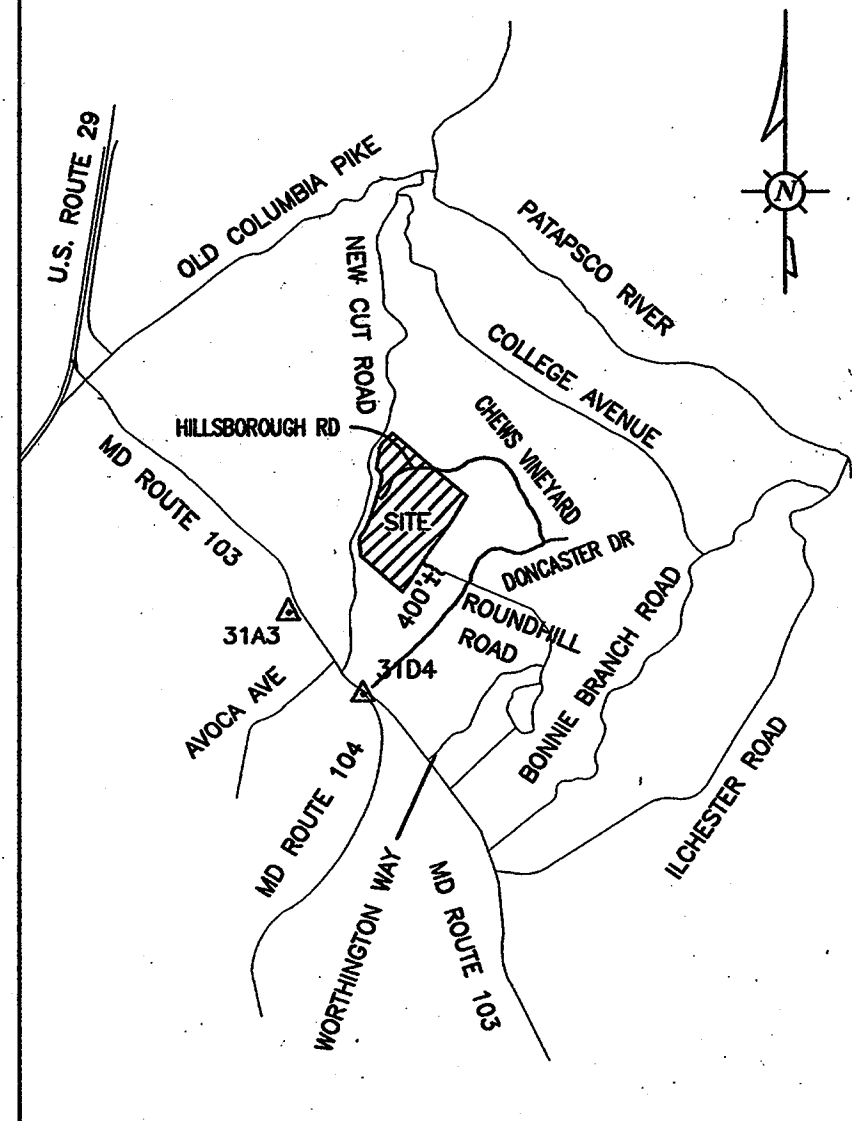 U.S. ROUTE 29
OLD COLUMBIA PIKE
N
PATAPSCO RIVER
NEW CUT ROAD
COLLEGE AVENUE
HILLSBOROUGH RD
CHEWS VINEYARD
MD ROUTE 103
SITE
DONCASTER DR
400'±
ROUNDHILL
ROAD
31A3
31D4
AVOCA AVE
BONNIE BRANCH ROAD
MD ROUTE 104
ILCHESTER ROAD
WORTHINGTON WAY
MD ROUTE 103